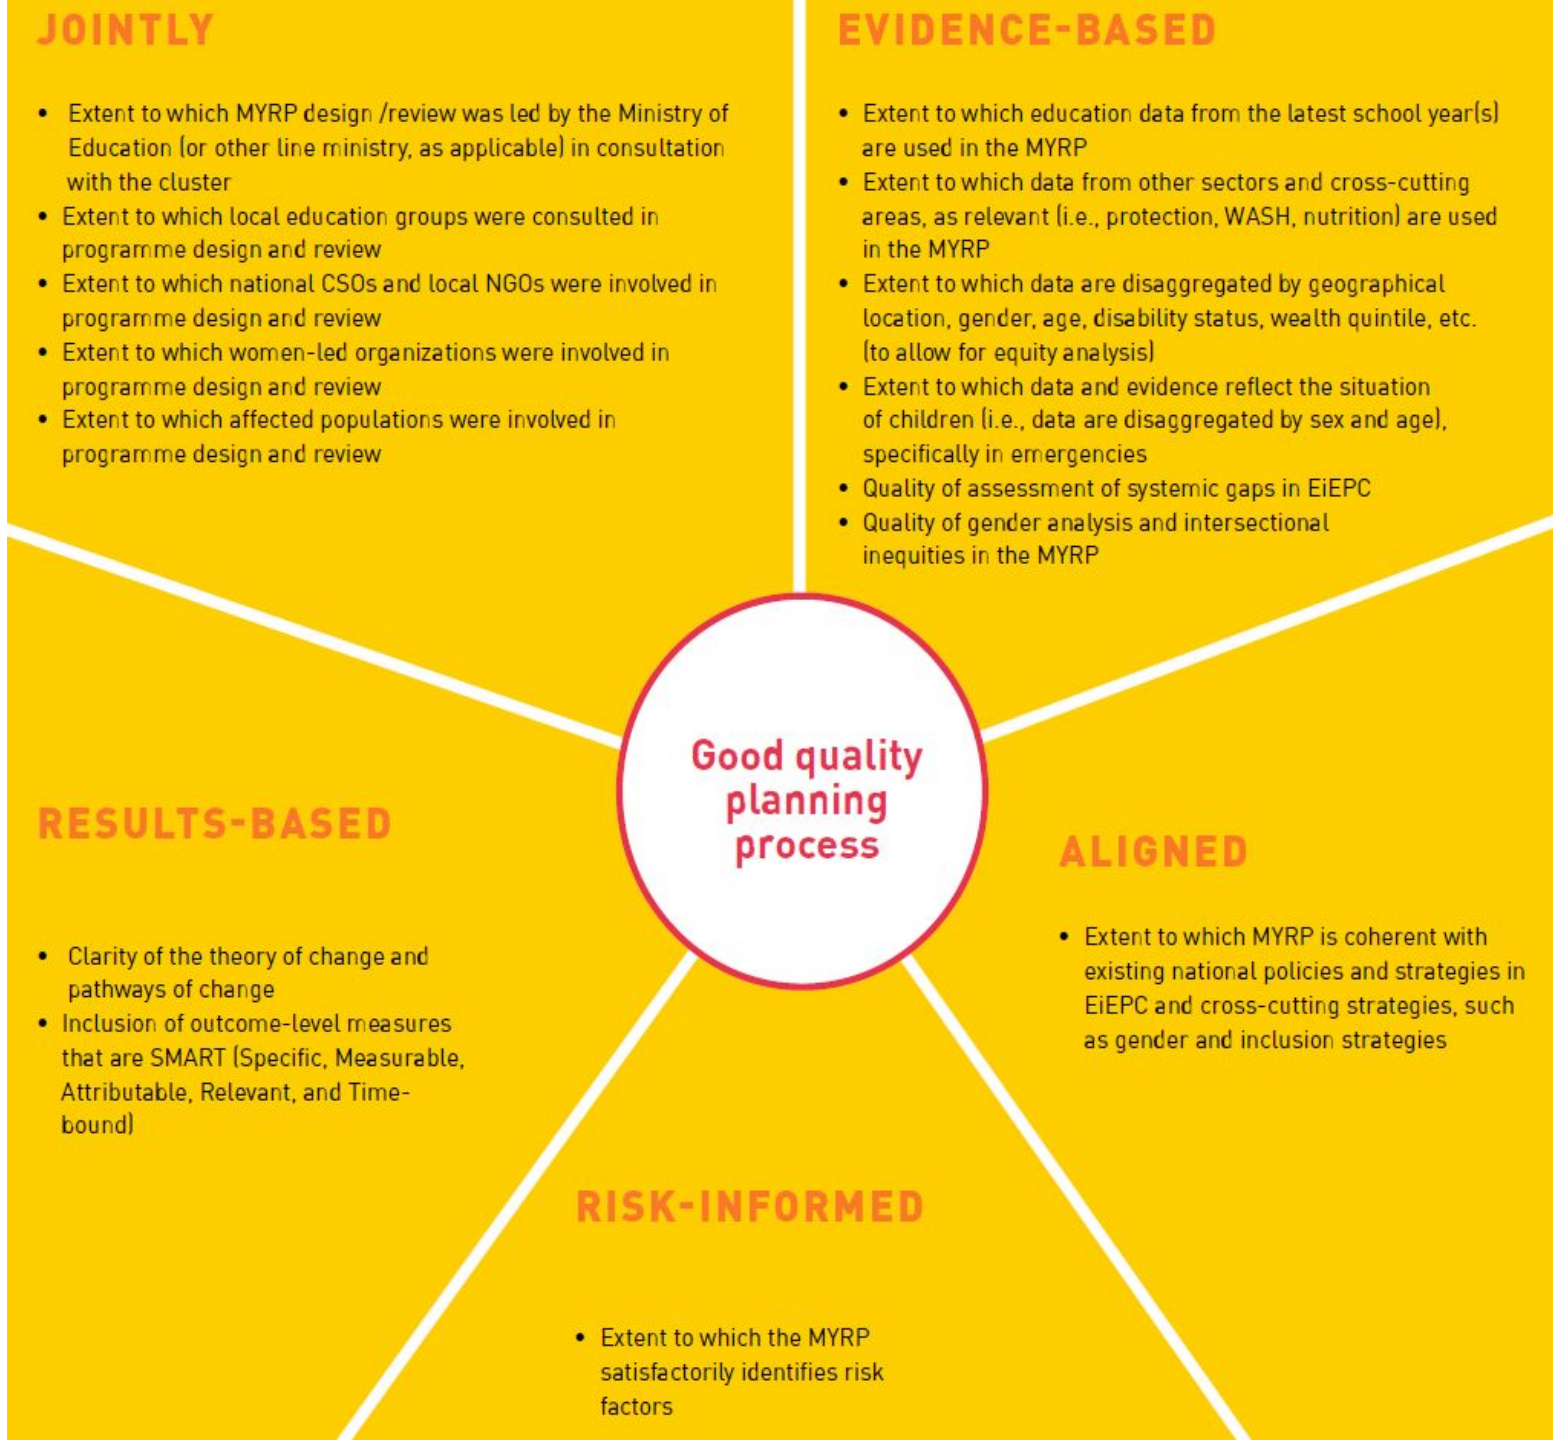 JOINTLY
• Extent to which MYRP design /review was led by the Ministry of
Education (or other line ministry, as applicable) in consultation
with the cluster
• Extent to which local education groups were consulted in
programme design and review
• Extent to which national CSOs and local NGOs were involved in
programme design and review
• Extent to which women-led organizations were involved in
programme design and review
• Extent to which affected populations were involved in
programme design and review
EVIDENCE-BASED
• Extent to which education data from the latest school year(s)
are used in the MYRP
• Extent to which data from other sectors and cross-cutting
areas, as relevant (i.e., protection, WASH, nutrition) are used
in the MYRP
• Extent to which data are disaggregated by geographical
location, gender, age, disability status, wealth quintile, etc.
(to allow for equity analysis)
• Extent to which data and evidence reflect the situation
of children (i.e., data are disaggregated by sex and age),
specifically in emergencies
• Quality of assessment of systemic gaps in EiEPC
• Quality of gender analysis and intersectional
inequities in the MYRP
Good quality
planning
process
RESULTS-BASED
• Clarity of the theory of change and
pathways of change
• Inclusion of outcome-level measures
that are SMART (Specific, Measurable,
Attributable, Relevant, and Time-
bound)
ALIGNED
• Extent to which MYRP is coherent with
existing national policies and strategies in
EiEPC and cross-cutting strategies, such
as gender and inclusion strategies
RISK-INFORMED
• Extent to which the MYRP
satisfactorily identifies risk
factors